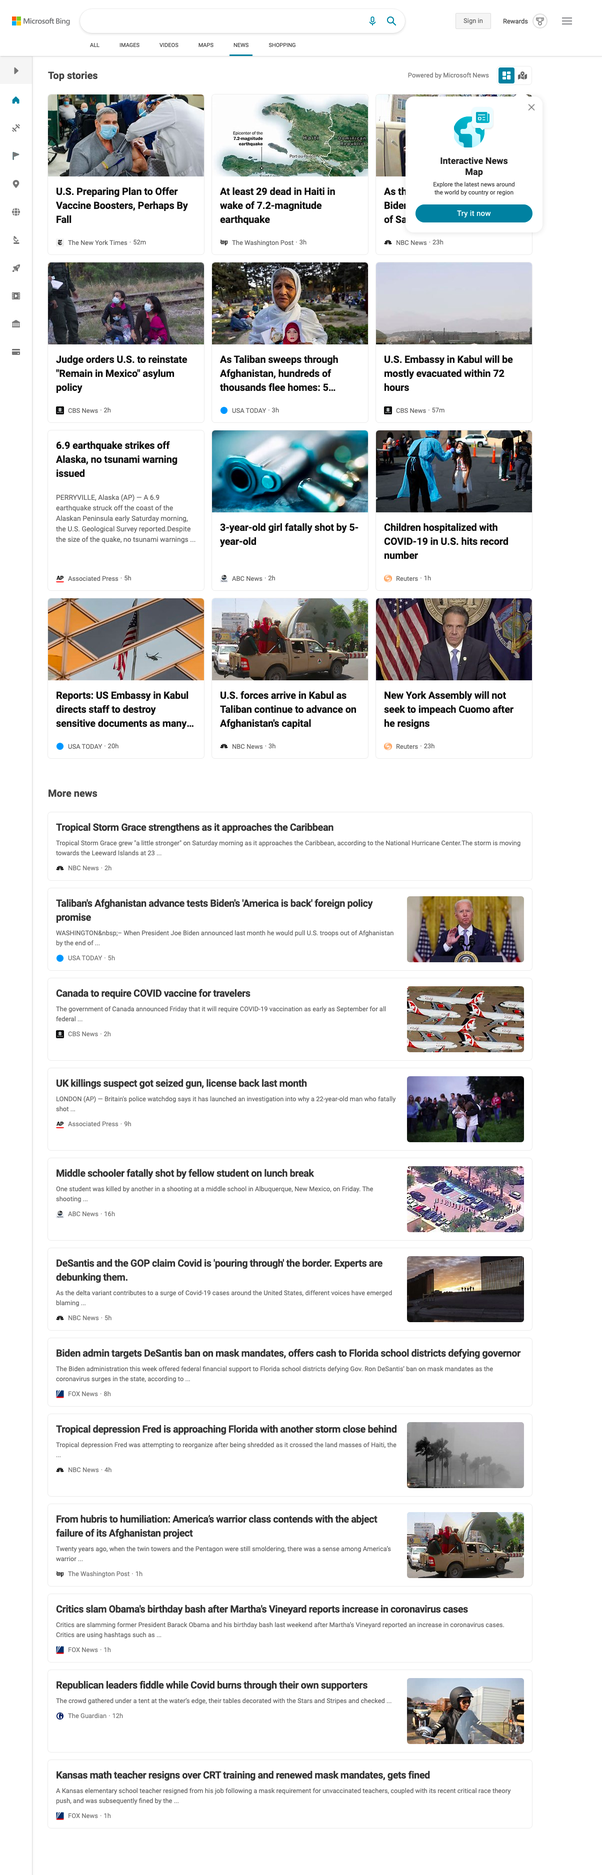 Microsoft Bing
Sign in
Rewards
ALL
IMAGES
VIDEOS
MAPS
NEWS
SHOPPING
Top stories
Powered by Microsoft News
Interactive News
Map
Explore the latest news around
the world by country or region
Try it now
U.S. Preparing Plan to Offer
Vaccine Boosters, Perhaps By
Fall
The New York Times · 52m
Epicenter of the
7.2-magnitude
earthquake
Haiti
At least 29 dead in Haiti in
wake of 7.2-magnitude
earthquake
The Washington Post · 3h
As th
Biden
of Sa
NBC News · 23h
Judge orders U.S. to reinstate
"Remain in Mexico" asylum
policy
CBS News · 2h
As Taliban sweeps through
Afghanistan, hundreds of
thousands flee homes: 5...
USA TODAY · 3h
U.S. Embassy in Kabul will be
mostly evacuated within 72
hours
CBS News · 57m
6.9 earthquake strikes off
Alaska, no tsunami warning
issued
PERRYVILLE, Alaska (AP) — A 6.9
earthquake struck off the coast of the
Alaskan Peninsula early Saturday morning,
the U.S. Geological Survey reported.Despite
the size of the quake, no tsunami warnings ...
AP Associated Press · 5h
3-year-old girl fatally shot by 5-
year-old
ABC News · 2h
Children hospitalized with
COVID-19 in U.S. hits record
number
Reuters · 1h
Reports: US Embassy in Kabul
directs staff to destroy
sensitive documents as many...
USA TODAY · 20h
U.S. forces arrive in Kabul as
Taliban continue to advance on
Afghanistan's capital
NBC News · 3h
New York Assembly will not
seek to impeach Cuomo after
he resigns
Reuters · 23h
More news
Tropical Storm Grace strengthens as it approaches the Caribbean
Tropical Storm Grace grew "a little stronger" on Saturday morning as it approaches the Caribbean, according to the National Hurricane Center.The storm is moving
towards the Leeward Islands at 23 ...
NBC News · 2h
Taliban's Afghanistan advance tests Biden's 'America is back' foreign policy
promise
WASHINGTON&nbsp;– When President Joe Biden announced last month he would pull U.S. troops out of Afghanistan
by the end of ...
USA TODAY · 5h
Canada to require COVID vaccine for travelers
The government of Canada announced Friday that it will require COVID-19 vaccination as early as September for all
federal ...
CBS News · 2h
UK killings suspect got seized gun, license back last month
LONDON (AP) — Britain's police watchdog says it has launched an investigation into why a 22-year-old man who fatally
shot ...
AP Associated Press · 9h
Middle schooler fatally shot by fellow student on lunch break
One student was killed by another in a shooting at a middle school in Albuquerque, New Mexico, on Friday. The
shooting ...
ABC News · 16h
DeSantis and the GOP claim Covid is 'pouring through' the border. Experts are
debunking them.
As the delta variant contributes to a surge of Covid-19 cases around the United States, different voices have emerged
blaming ...
NBC News · 5h
Biden admin targets DeSantis ban on mask mandates, offers cash to Florida school districts defying governor
The Biden administration this week offered federal financial support to Florida school districts defying Gov. Ron DeSantis' ban on mask mandates as the
coronavirus surges in the state, according to ...
FOX News · 8h
Tropical depression Fred is approaching Florida with another storm close behind
Tropical depression Fred was attempting to reorganize after being shredded as it crossed the land masses of Haiti, the
...
NBC News · 4h
From hubris to humiliation: America's warrior class contends with the abject
failure of its Afghanistan project
Twenty years ago, when the twin towers and the Pentagon were still smoldering, there was a sense among America's
warrior ...
The Washington Post · 1h
Critics slam Obama's birthday bash after Martha's Vineyard reports increase in coronavirus cases
Critics are slamming former President Barack Obama and his birthday bash last weekend after Martha's Vineyard reported an increase in coronavirus cases.
Critics are using hashtags such as ...
FOX News · 1h
Republican leaders fiddle while Covid burns through their own supporters
The crowd gathered under a tent at the water's edge, their tables decorated with the Stars and Stripes and checked ...
The Guardian · 12h
Kansas math teacher resigns over CRT training and renewed mask mandates, gets fined
A Kansas elementary school teacher resigned from his job following a mask requirement for unvaccinated teachers, coupled with its recent critical race theory
push, and was subsequently fined by the ...
FOX News · 1h